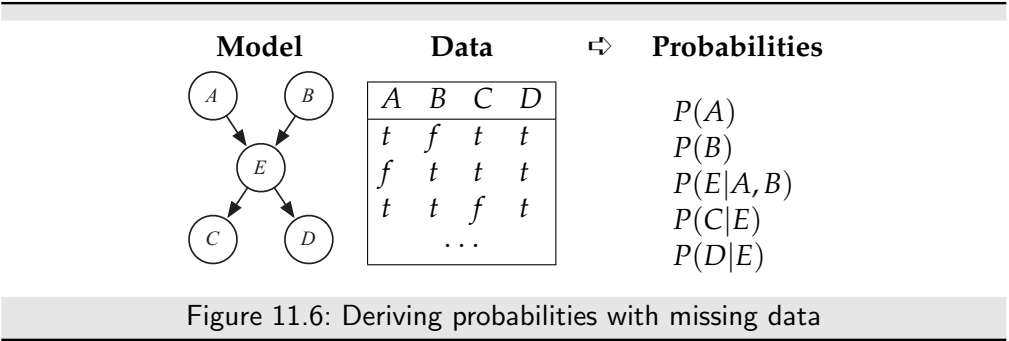 Model Data ➪ Probabilities
A B
E
C D
A B C D
t f t t
f t t t
t t f t
. . .
P(A)
P(B)
P(E|A, B)
P(C|E)
P(D|E)
Figure 11.6: Deriving probabilities with missing data